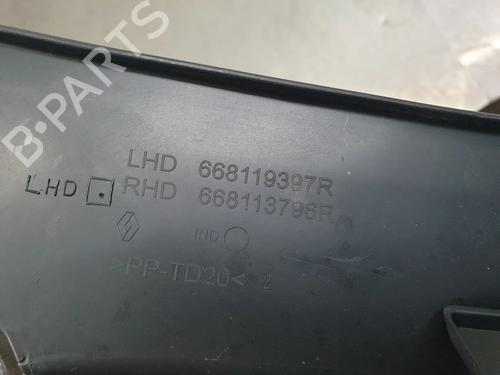 B-PARTS
LHD 668119397R
LHD RHD 668113796R
IND
>PP-TD20< 2